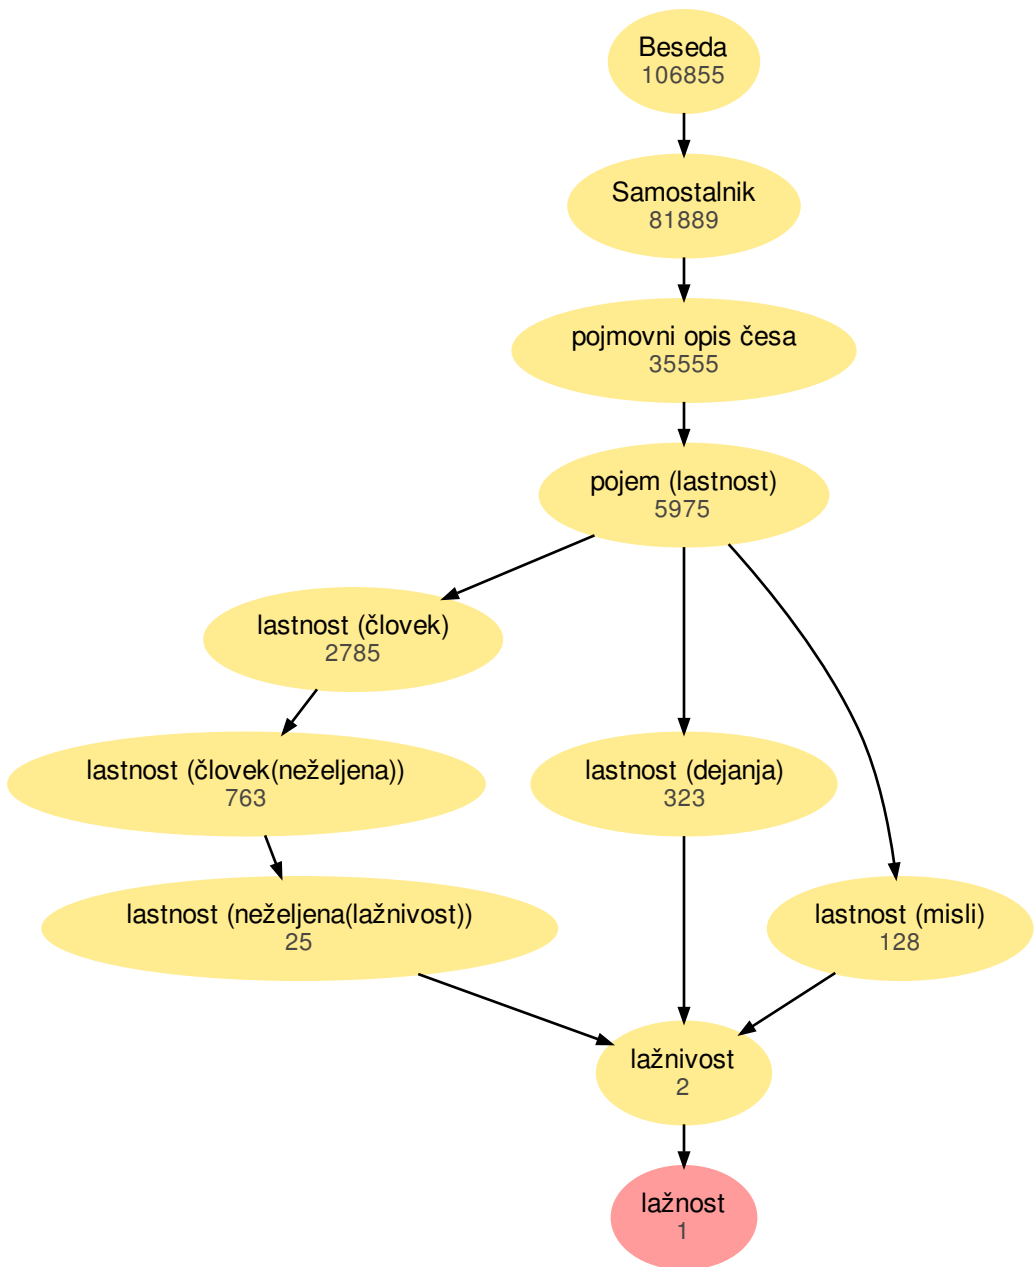 Beseda
106855
Samostalnik
81889
pojmovni opis česa
35555
pojem (lastnost)
5975
lastnost (človek)
2785
lastnost (človek(neželjena))
763
lastnost (dejanja)
323
lastnost (neželjena(lažnivost))
25
lastnost (misli)
128
lažnivost
2
lažnost
1